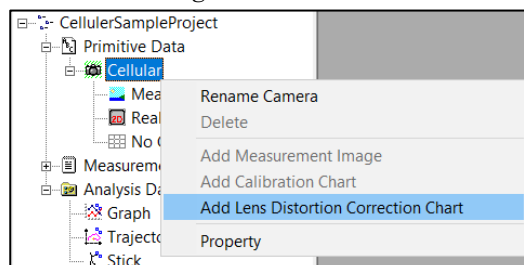 CellulerSampleProject
Primitive Data
Cellular
Mea
Rename Camera
Real
Delete
No
Add Measurement Image
Measurem
Add Calibration Chart
Analysis Da
Add Lens Distortion Correction Chart
Graph
Trajecto
Property
Stick